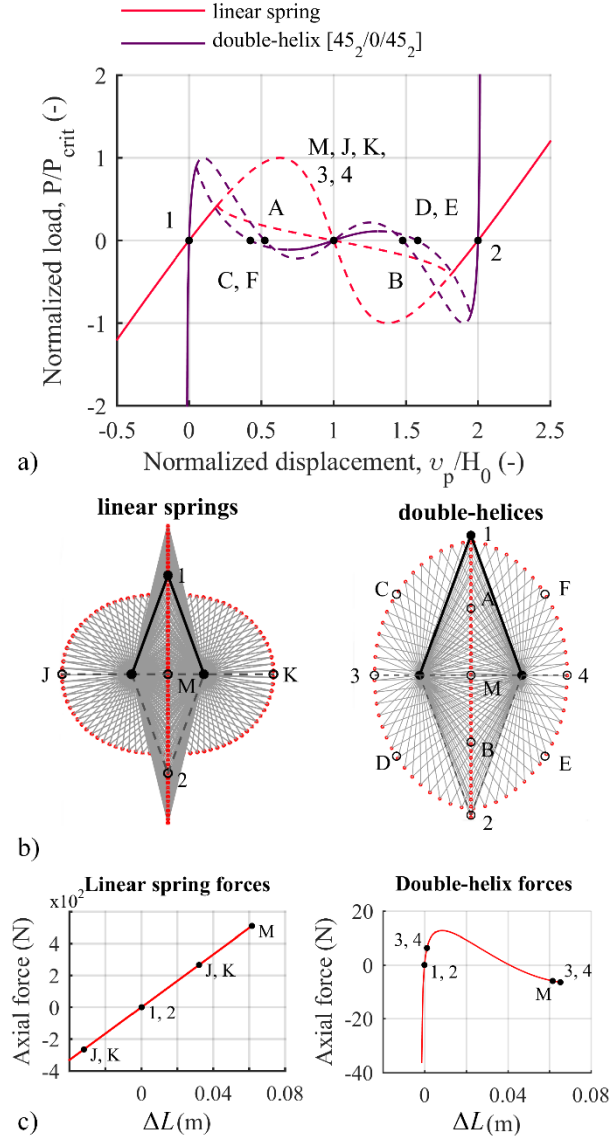 linear spring
double-helix [45₂/0/45₂]
Normalized load, P/P_crit (-)
2
1
0
-1
-2
M, J, K,
3, 4
1
A
D, E
C, F
B
2
-0.5 0 0.5 1 1.5 2 2.5
a) Normalized displacement, υ_p/H₀ (-)
linear springs
1
J
M
K
2
double-helices
1
C
A
F
3
M
4
D
B
E
2
b)
Linear spring forces
×10²
Axial force (N)
6
4
2
0
-2
-4
M
J, K
1, 2
J, K
0 0.04 0.08
ΔL (m)
Double-helix forces
Axial force (N)
20
0
-20
-40
3, 4
1, 2
M
3, 4
0 0.04 0.08
ΔL (m)
c)